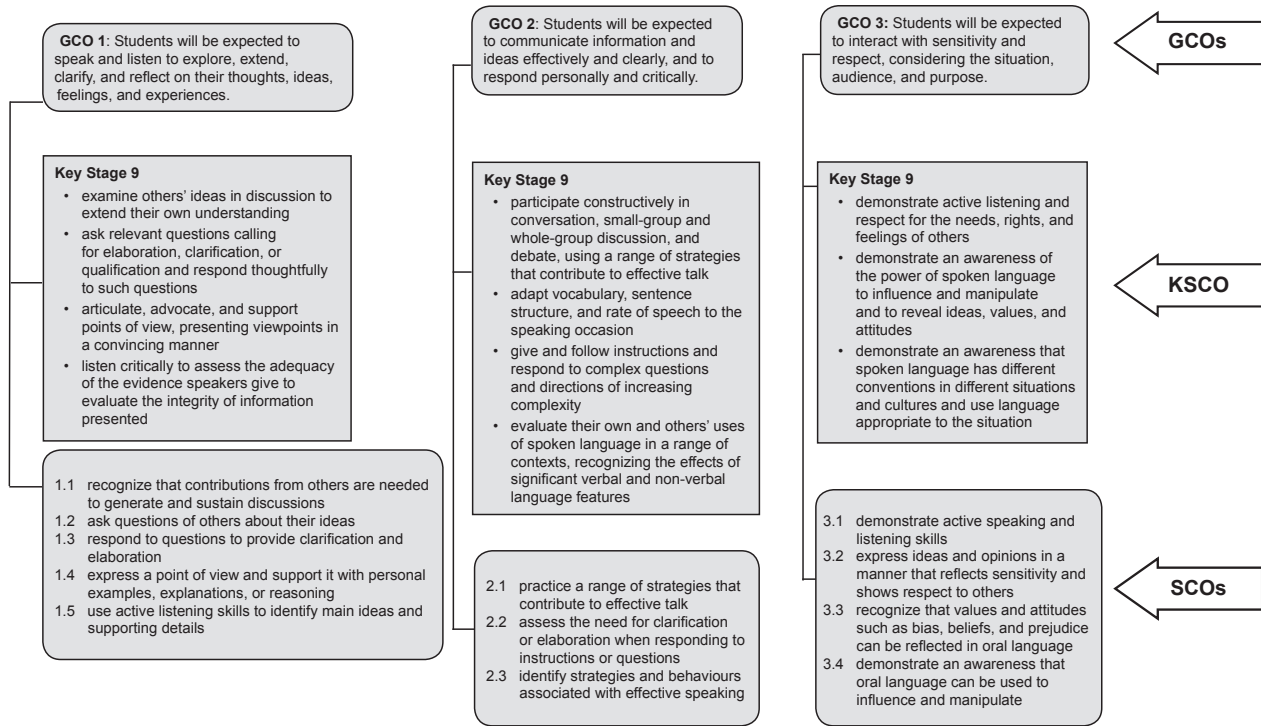 GCO 1: Students will be expected to
speak and listen to explore, extend,
clarify, and reflect on their thoughts, ideas,
feelings, and experiences.
Key Stage 9
• examine others' ideas in discussion to
extend their own understanding
• ask relevant questions calling
for elaboration, clarification, or
qualification and respond thoughtfully
to such questions
• articulate, advocate, and support
points of view, presenting viewpoints in a
convincing manner
• listen critically to assess the adequacy
of the evidence speakers give to
evaluate the integrity of information
presented
1.1 recognize that contributions from others are needed
to generate and sustain discussions
1.2 ask questions of others about their ideas
1.3 respond to questions to provide clarification and
elaboration
1.4 express a point of view and support it with personal
examples, explanations, or reasoning
1.5 use active listening skills to identify main ideas and
supporting details
GCO 2: Students will be expected
to communicate information and
ideas effectively and clearly, and to
respond personally and critically.
Key Stage 9
• participate constructively in
conversation, small-group and
whole-group discussion, and
debate, using a range of strategies
that contribute to effective talk
• adapt vocabulary, sentence
structure, and rate of speech to the
speaking occasion
• give and follow instructions and
respond to complex questions
and directions of increasing
complexity
• evaluate their own and others' uses
of spoken language in a range of
contexts, recognizing the effects of
significant verbal and non-verbal
language features
2.1 practice a range of strategies that
contribute to effective talk
2.2 assess the need for clarification
or elaboration when responding to
instructions or questions
2.3 identify strategies and behaviours
associated with effective speaking
GCO 3: Students will be expected
to interact with sensitivity and
respect, considering the situation,
audience, and purpose.
Key Stage 9
• demonstrate active listening and
respect for the needs, rights, and
feelings of others
• demonstrate an awareness of
the power of spoken language
to influence and manipulate
and to reveal ideas, values, and
attitudes
• demonstrate an awareness that
spoken language has different
conventions in different situations
and cultures and use language
appropriate to the situation
3.1 demonstrate active speaking and
listening skills
3.2 express ideas and opinions in a
manner that reflects sensitivity and
shows respect to others
3.3 recognize that values and attitudes
such as bias, beliefs, and prejudice
can be reflected in oral language
3.4 demonstrate an awareness that
oral language can be used to
influence and manipulate
GCOs
KSCO
SCOs